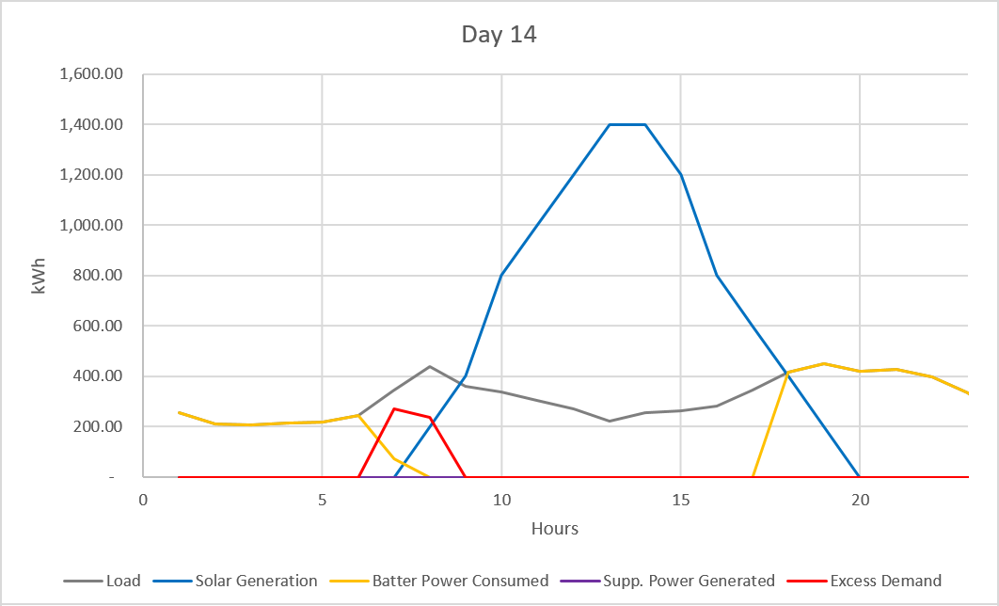 Day 14
1,600.00
1,400.00
1,200.00
1,000.00
800.00
600.00
400.00
200.00
-
kWh
0 5 10 15 20
Hours
Load Solar Generation Batter Power Consumed Supp. Power Generated Excess Demand